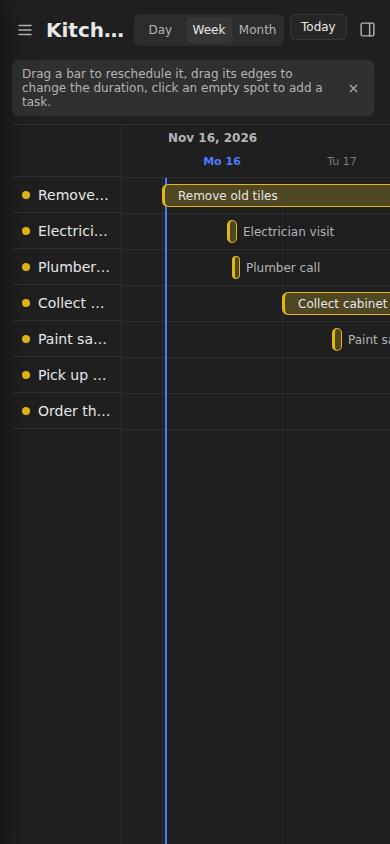 Kitch…
Day
Week
Month
Today
Drag a bar to reschedule it, drag its edges to
change the duration, click an empty spot to add a
task.
Nov 16, 2026
Mo 16
Tu 17
Remove…
Remove old tiles
Electrici…
Electrician visit
Plumber…
Plumber call
Collect …
Collect cabinet
Paint sa…
Paint sa
Pick up …
Order th…